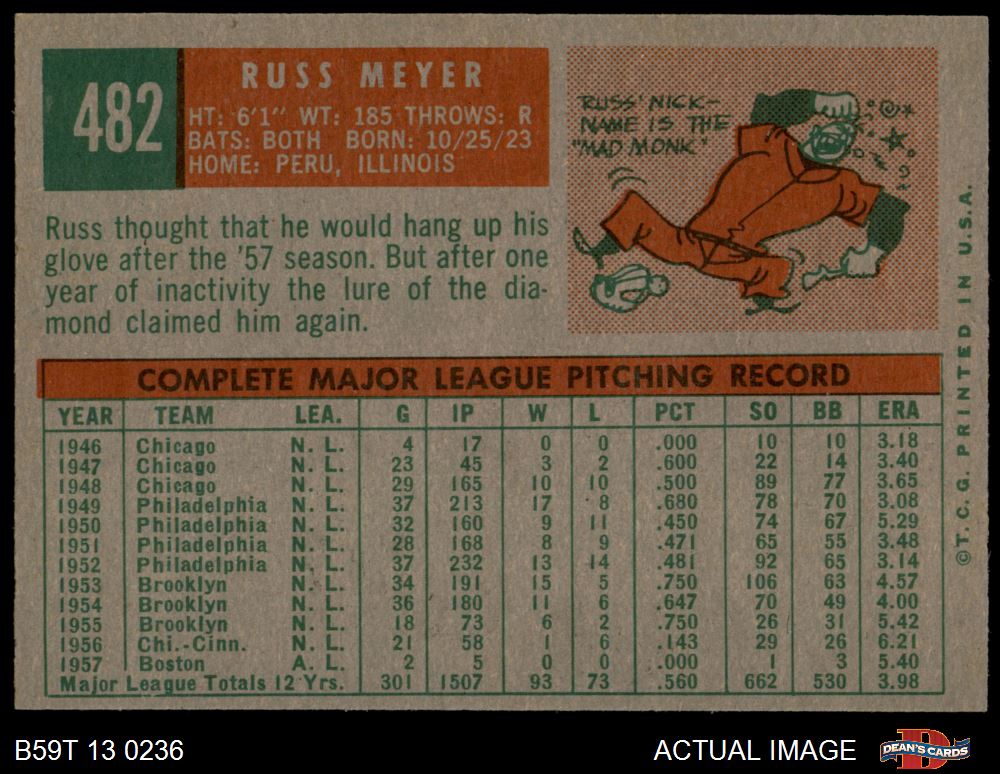 482
RUSS MEYER
HT: 6'1" WT: 185 THROWS: R
BATS: BOTH BORN: 10/25/23
HOME: PERU, ILLINOIS
RUSS' NICK-
NAME IS THE
"MAD MONK"
Russ thought that he would hang up his
glove after the '57 season. But after one
year of inactivity the lure of the dia-
mond claimed him again.
COMPLETE MAJOR LEAGUE PITCHING RECORD
YEAR TEAM LEA. G IP W L PCT SO BB ERA
1946 Chicago N. L. 4 17 0 0 .000 10 10 3.18
1947 Chicago N. L. 23 45 3 2 .600 22 14 3.40
1948 Chicago N. L. 29 165 10 10 .500 89 77 3.65
1949 Philadelphia N. L. 37 213 17 8 .680 78 70 3.08
1950 Philadelphia N. L. 32 160 9 11 .450 74 67 5.29
1951 Philadelphia N. L. 28 168 8 9 .471 65 55 3.48
1952 Philadelphia N. L. 37 232 13 14 .481 92 65 3.14
1953 Brooklyn N. L. 34 191 15 5 .750 106 63 4.57
1954 Brooklyn N. L. 36 180 11 6 .647 70 49 4.00
1955 Brooklyn N. L. 18 73 6 2 .750 26 31 5.42
1956 Chi.-Cinn. N. L. 21 58 1 6 .143 29 26 6.21
1957 Boston A. L. 2 5 0 0 .000 1 3 5.40
Major League Totals 12 Yrs. 301 1507 93 73 .560 662 530 3.98
©T. C. G. PRINTED IN U.S.A.
B59T 13 0236
ACTUAL IMAGE
DEAN'S CARDS